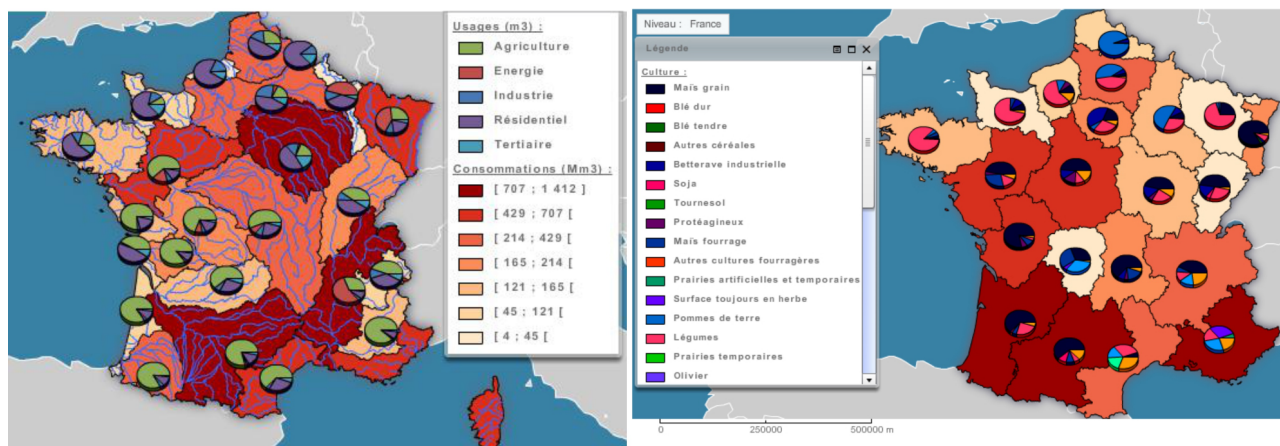 Usages (m3) :
Agriculture
Energie
Industrie
Résidentiel
Tertiaire
Consommations (Mm3) :
[ 707 ; 1 412 ]
[ 429 ; 707 [
[ 214 ; 429 [
[ 165 ; 214 [
[ 121 ; 165 [
[ 45 ; 121 [
[ 4 ; 45 [
Niveau : France
Légende
Culture :
Maïs grain
Blé dur
Blé tendre
Autres céréales
Betterave industrielle
Soja
Tournesol
Protéagineux
Maïs fourrage
Autres cultures fourragères
Prairies artificielles et temporaires
Surface toujours en herbe
Pommes de terre
Légumes
Prairies temporaires
Olivier
0 250000 500000 m